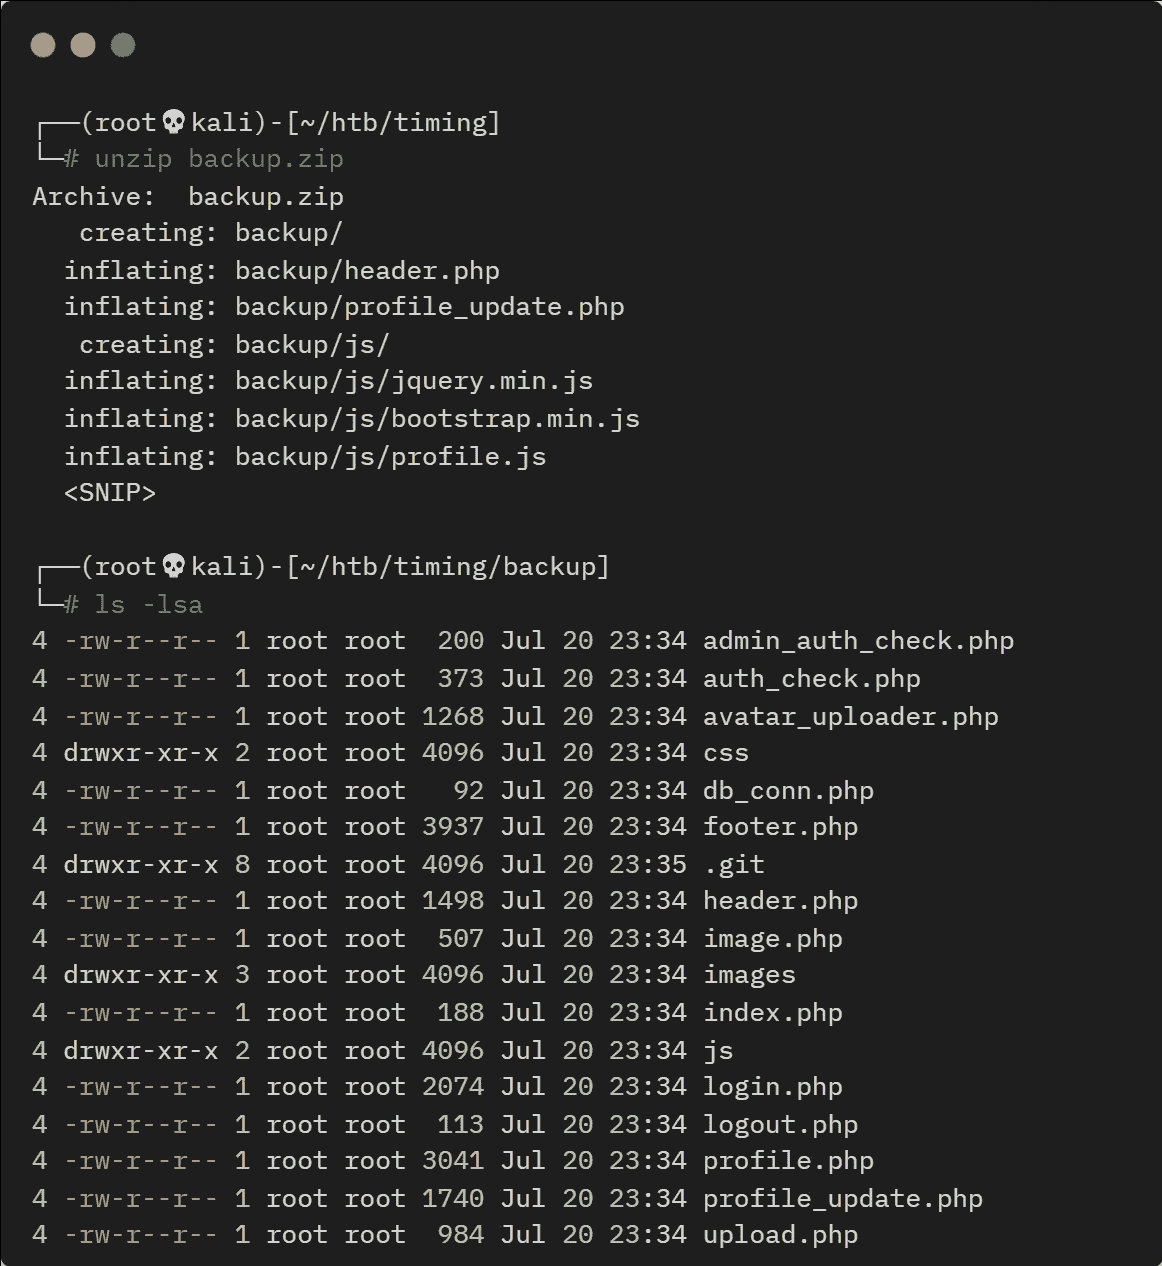 ┌──(root💀kali)-[~/htb/timing]
└─# unzip backup.zip
Archive:  backup.zip
   creating: backup/
  inflating: backup/header.php
  inflating: backup/profile_update.php
   creating: backup/js/
  inflating: backup/js/jquery.min.js
  inflating: backup/js/bootstrap.min.js
  inflating: backup/js/profile.js
  <SNIP>

┌──(root💀kali)-[~/htb/timing/backup]
└─# ls -lsa
4 -rw-r--r-- 1 root root  200 Jul 20 23:34 admin_auth_check.php
4 -rw-r--r-- 1 root root  373 Jul 20 23:34 auth_check.php
4 -rw-r--r-- 1 root root 1268 Jul 20 23:34 avatar_uploader.php
4 drwxr-xr-x 2 root root 4096 Jul 20 23:34 css
4 -rw-r--r-- 1 root root   92 Jul 20 23:34 db_conn.php
4 -rw-r--r-- 1 root root 3937 Jul 20 23:34 footer.php
4 drwxr-xr-x 8 root root 4096 Jul 20 23:35 .git
4 -rw-r--r-- 1 root root 1498 Jul 20 23:34 header.php
4 -rw-r--r-- 1 root root  507 Jul 20 23:34 image.php
4 drwxr-xr-x 3 root root 4096 Jul 20 23:34 images
4 -rw-r--r-- 1 root root  188 Jul 20 23:34 index.php
4 drwxr-xr-x 2 root root 4096 Jul 20 23:34 js
4 -rw-r--r-- 1 root root 2074 Jul 20 23:34 login.php
4 -rw-r--r-- 1 root root  113 Jul 20 23:34 logout.php
4 -rw-r--r-- 1 root root 3041 Jul 20 23:34 profile.php
4 -rw-r--r-- 1 root root 1740 Jul 20 23:34 profile_update.php
4 -rw-r--r-- 1 root root  984 Jul 20 23:34 upload.php